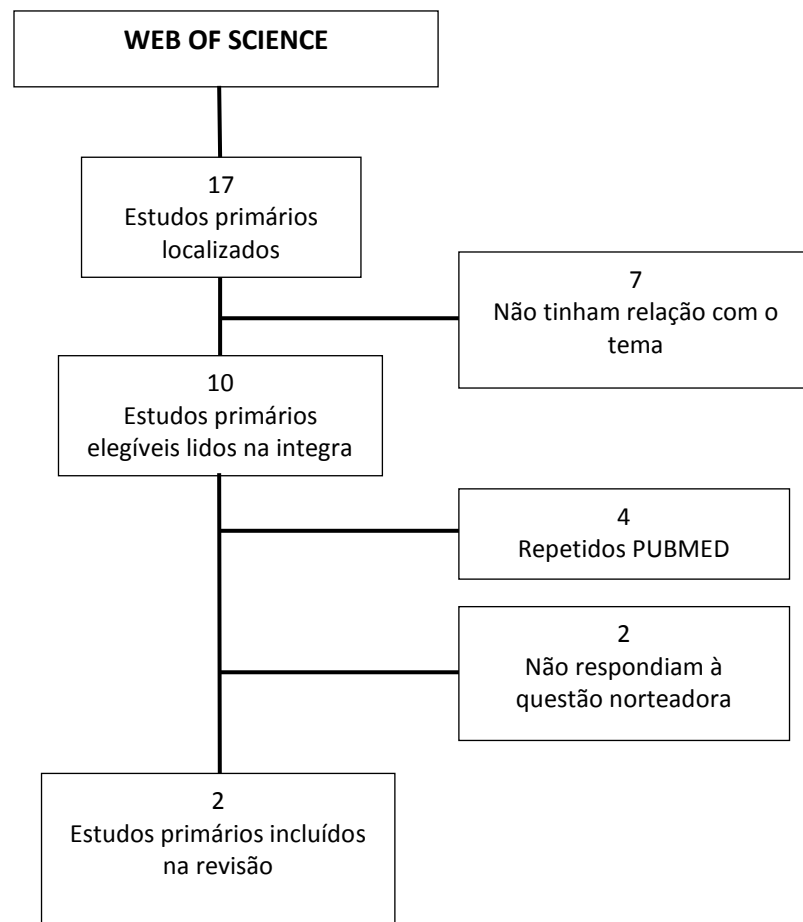 WEB OF SCIENCE
17
Estudos primários
localizados
7
Não tinham relação com o
tema
10
Estudos primários
elegíveis lidos na integra
4
Repetidos PUBMED
2
Não respondiam à
questão norteadora
2
Estudos primários incluídos
na revisão